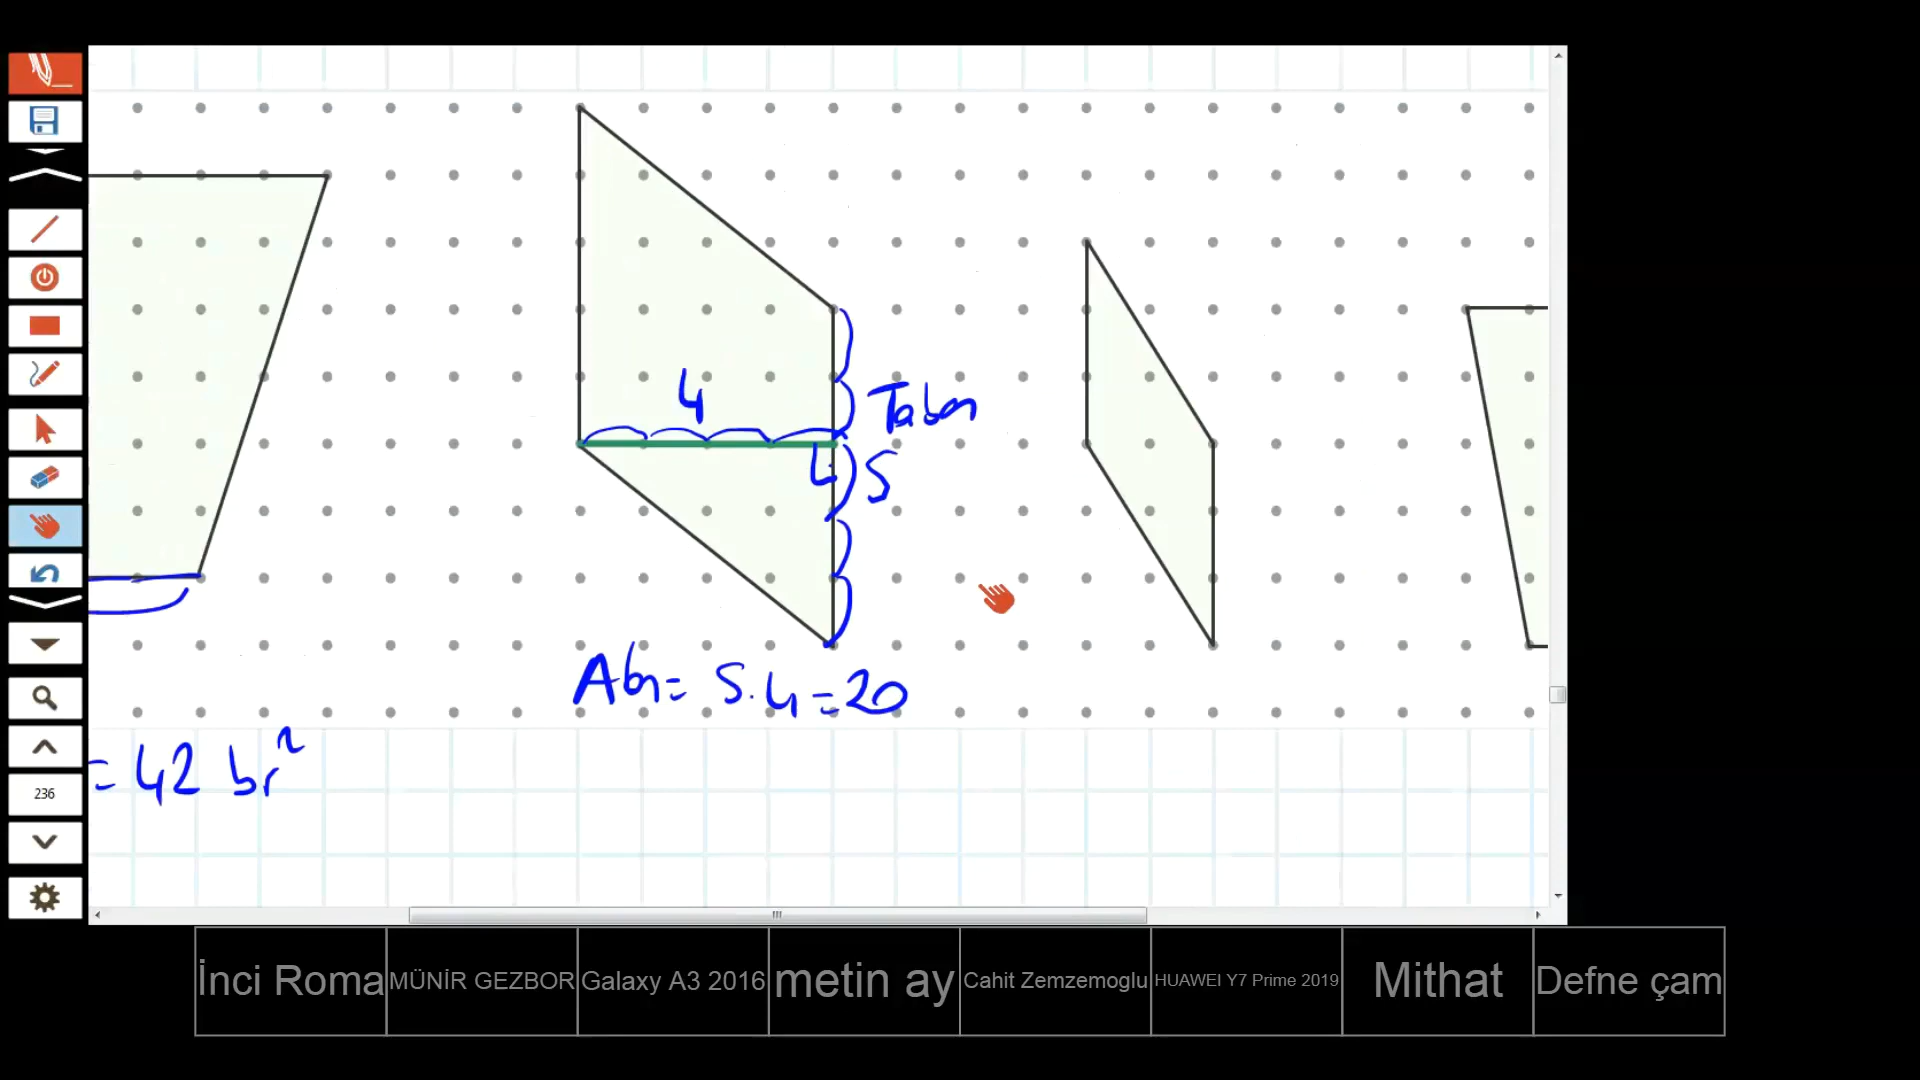 4
Taban
5
Alan= 5.4=20
= 42 br²
236
İnci Roma
MÜNİR GEZBOR
Galaxy A3 2016
metin ay
Cahit Zemzemoglu
HUAWEI Y7 Prime 2019
Mithat
Defne çam